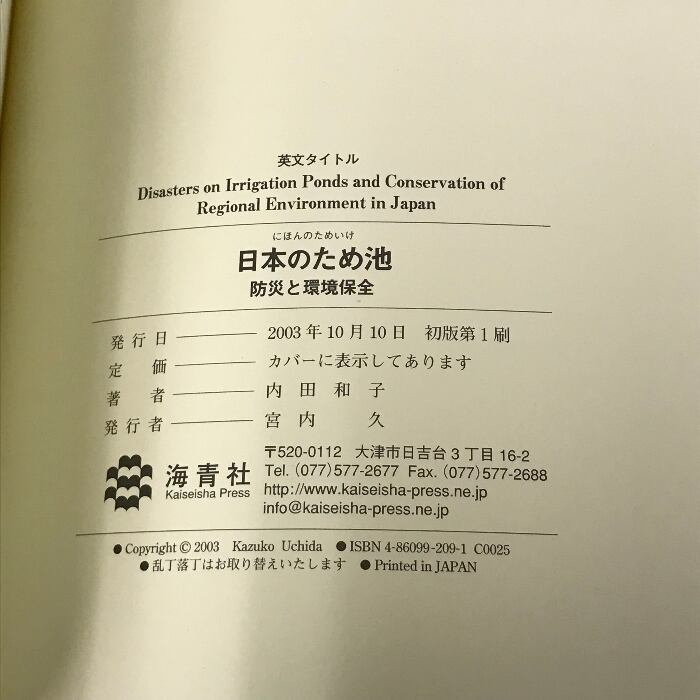 英文タイトル
Disasters on Irrigation Ponds and Conservation of
Regional Environment in Japan
にほんのためいけ
日本のため池
防災と環境保全
発行日 2003年10月10日 初版第1刷
定価 カバーに表示してあります
著者 内田和子
発行者 宮内 久
海青社
Kaiseisha Press
〒520-0112 大津市日吉台3丁目16-2
Tel. (077)577-2677 Fax. (077)577-2688
http://www.kaiseisha-press.ne.jp
info@kaiseisha-press.ne.jp
●Copyright © 2003 Kazuko Uchida ●ISBN 4-86099-209-1 C0025
●乱丁落丁はお取り替えいたします ●Printed in JAPAN